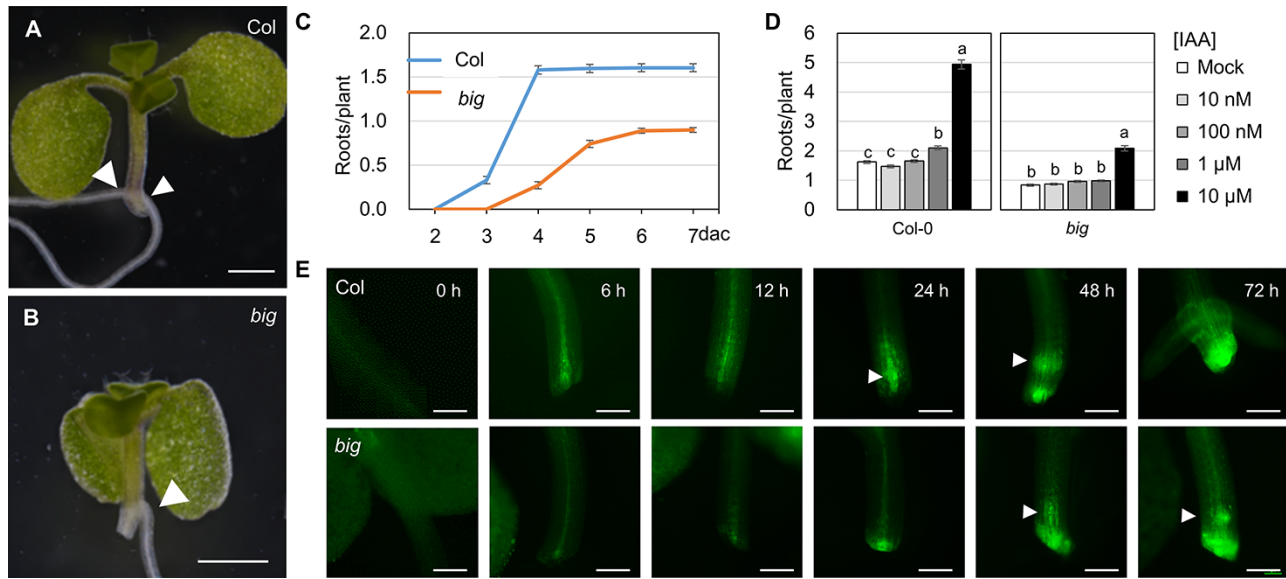 A
Col
B
big
C
Roots/plant
2.0
1.5
1.0
0.5
0.0
Col
big
2 3 4 5 6 7dac
D
Roots/plant
6
5
4
3
2
1
0
c c c b a
b b b b a
Col-0 big
[IAA]
Mock
10 nM
100 nM
1 µM
10 µM
E
Col 0 h 6 h 12 h 24 h 48 h 72 h
big